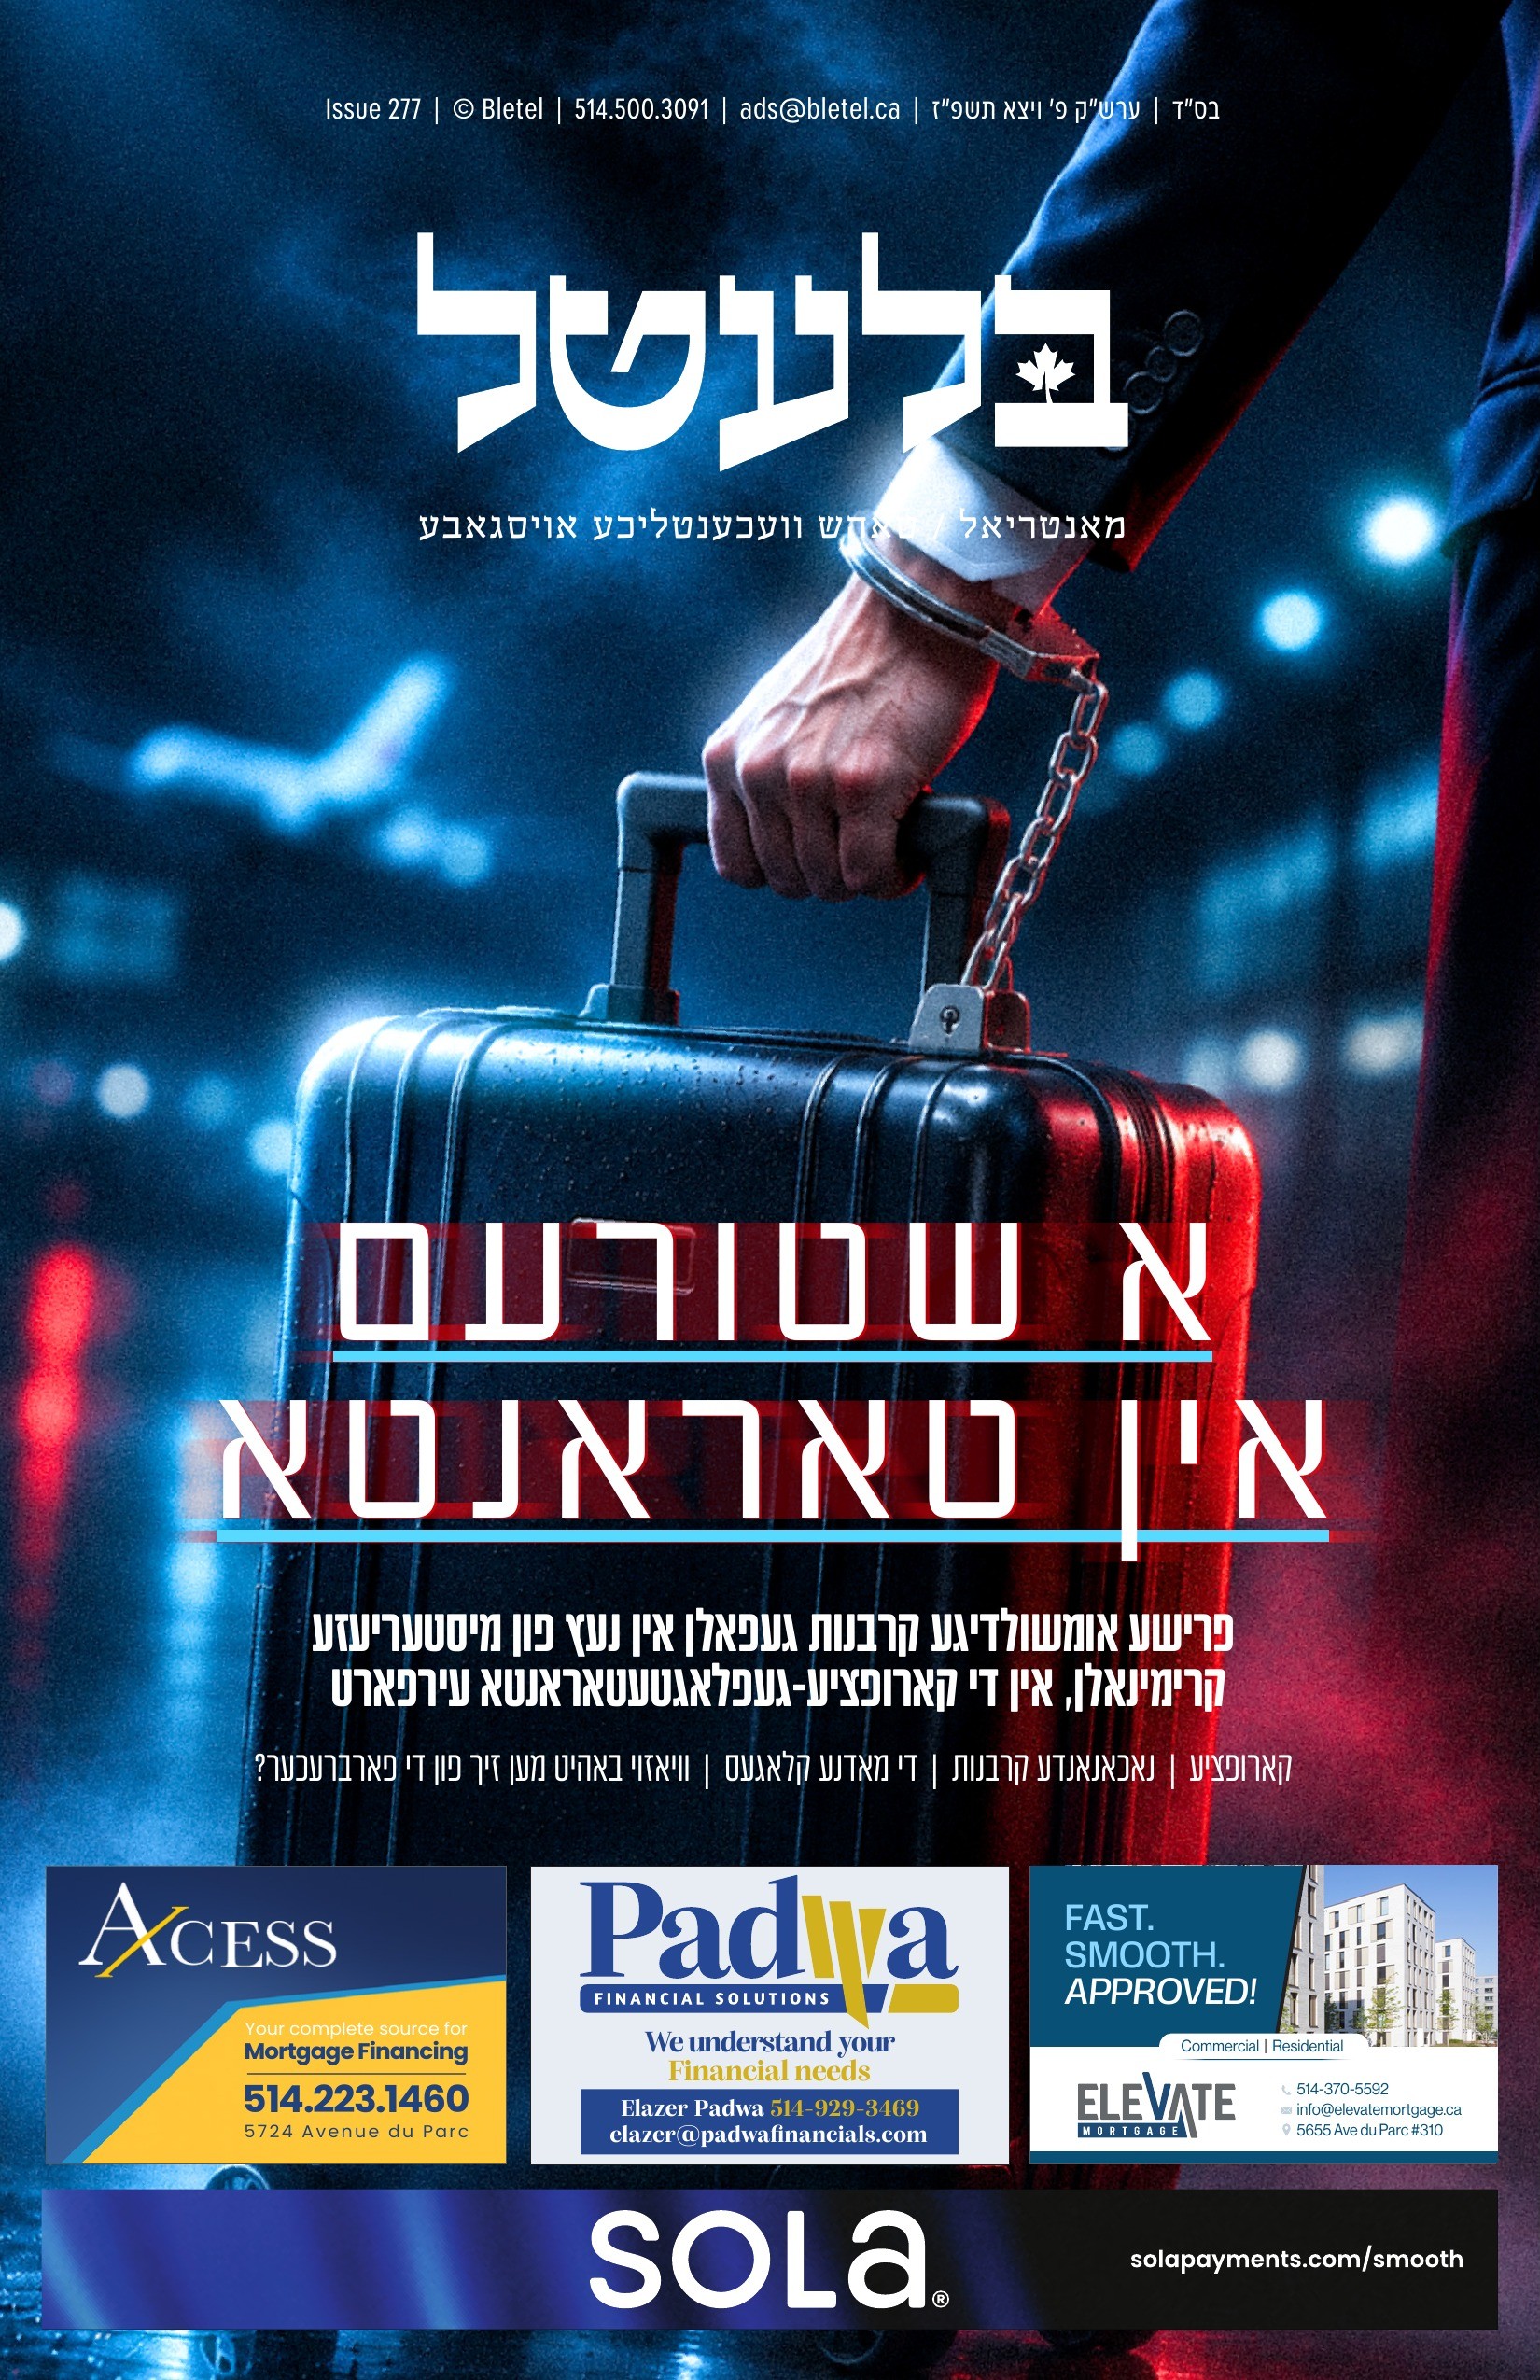 בס"ד | ערש"ק פ' ויצא תשפ"ז | ads@bletel.ca | 514.500.3091 | © Bletel | Issue 277
בלעטל
מאנטריאל / טאהש וועכענטליכע אויסגאבע
א שטורעם
אין טאראנטא
פרישע אומשולדיגע קרבנות געפאלן אין נעץ פון מיסטעריעזע
קרימינאלן, אין די קארופציע-געפלאגטעטאראנטא עירפארט
קארופציע | נאכאנאנדע קרבנות | די מאדנע קלאגעס | וויאזוי באהיט מען זיך פון די פארברעכער?
AXCESS
Your complete source for
Mortgage Financing
514.223.1460
5724 Avenue du Parc
Padwa
FINANCIAL SOLUTIONS
We understand your
Financial needs
Elazer Padwa 514-929-3469
elazer@padwafinancials.com
FAST.
SMOOTH.
APPROVED!
Commercial | Residential
ELEVATE
MORTGAGE
514-370-5592
info@elevatemortgage.ca
5655 Ave du Parc #310
SOLa®
solapayments.com/smooth